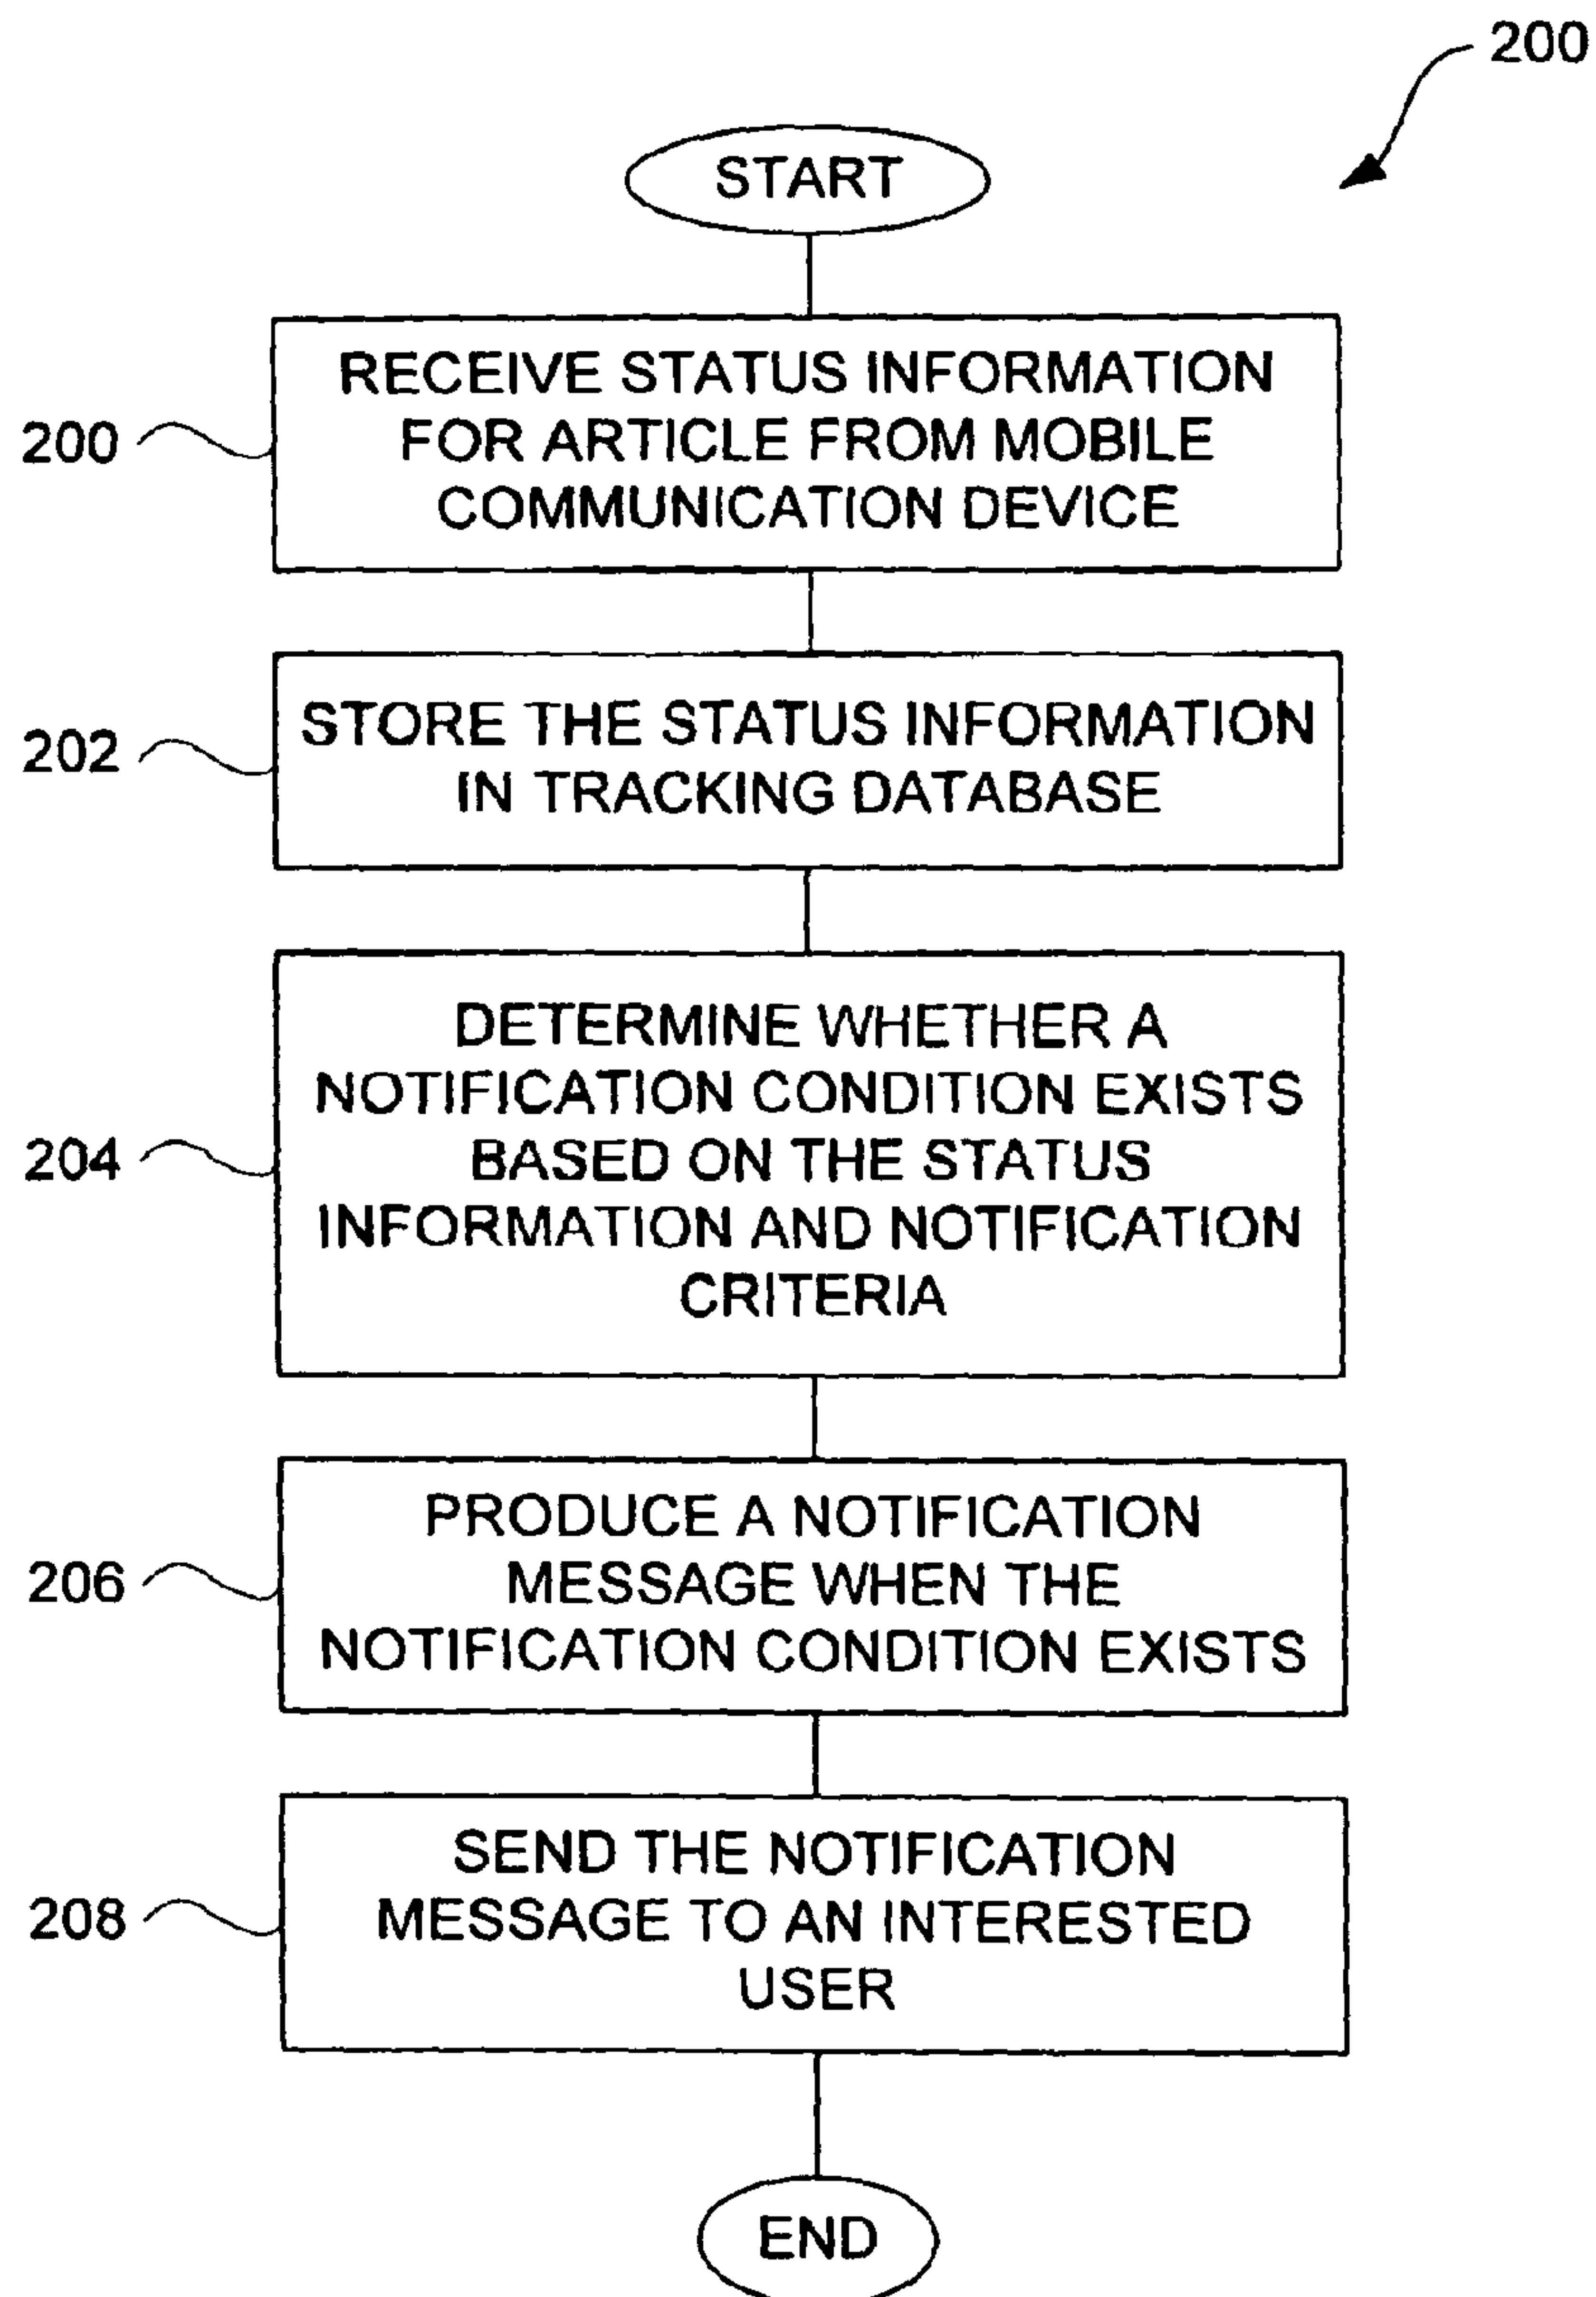 200
START
200
RECEIVE STATUS INFORMATION
FOR ARTICLE FROM MOBILE
COMMUNICATION DEVICE
202
STORE THE STATUS INFORMATION
IN TRACKING DATABASE
204
DETERMINE WHETHER A
NOTIFICATION CONDITION EXISTS
BASED ON THE STATUS
INFORMATION AND NOTIFICATION
CRITERIA
206
PRODUCE A NOTIFICATION
MESSAGE WHEN THE
NOTIFICATION CONDITION EXISTS
208
SEND THE NOTIFICATION
MESSAGE TO AN INTERESTED
USER
END